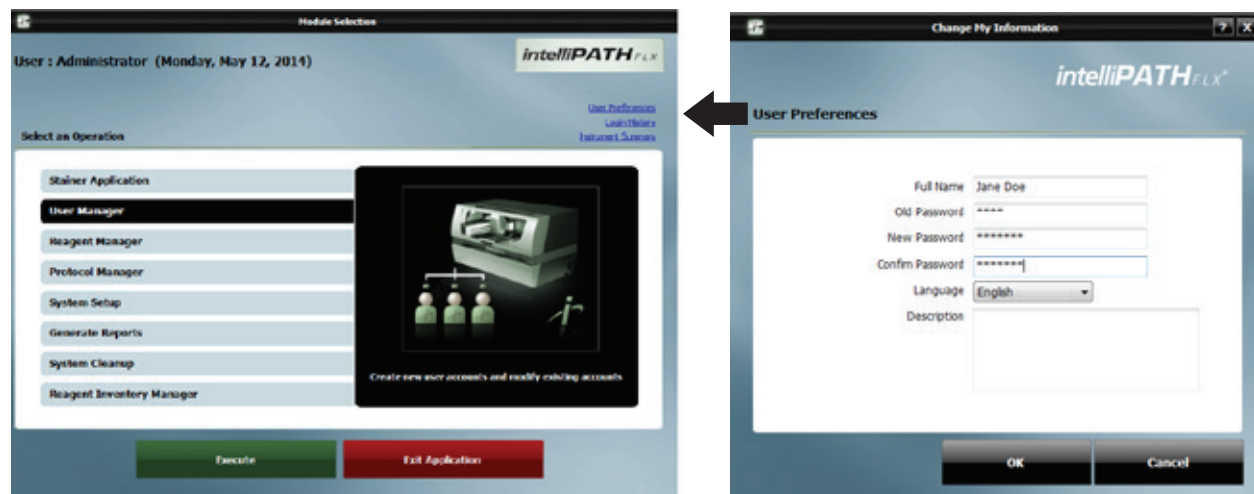 Module Selection
User : Administrator (Monday, May 12, 2014)
intelliPATH FLX
User Preferences
Login History
Instrument Summary
Select an Operation
Stainer Application
User Manager
Reagent Manager
Protocol Manager
System Setup
Generate Reports
System Cleanup
Reagent Inventory Manager
Create new user accounts and modify existing accounts
Execute
Exit Application
Change My Information
? X
intelliPATH FLX®
User Preferences
Full Name Jane Doe
Old Password ****
New Password *******
Confim Password *******
Language English
Description
OK
Cancel